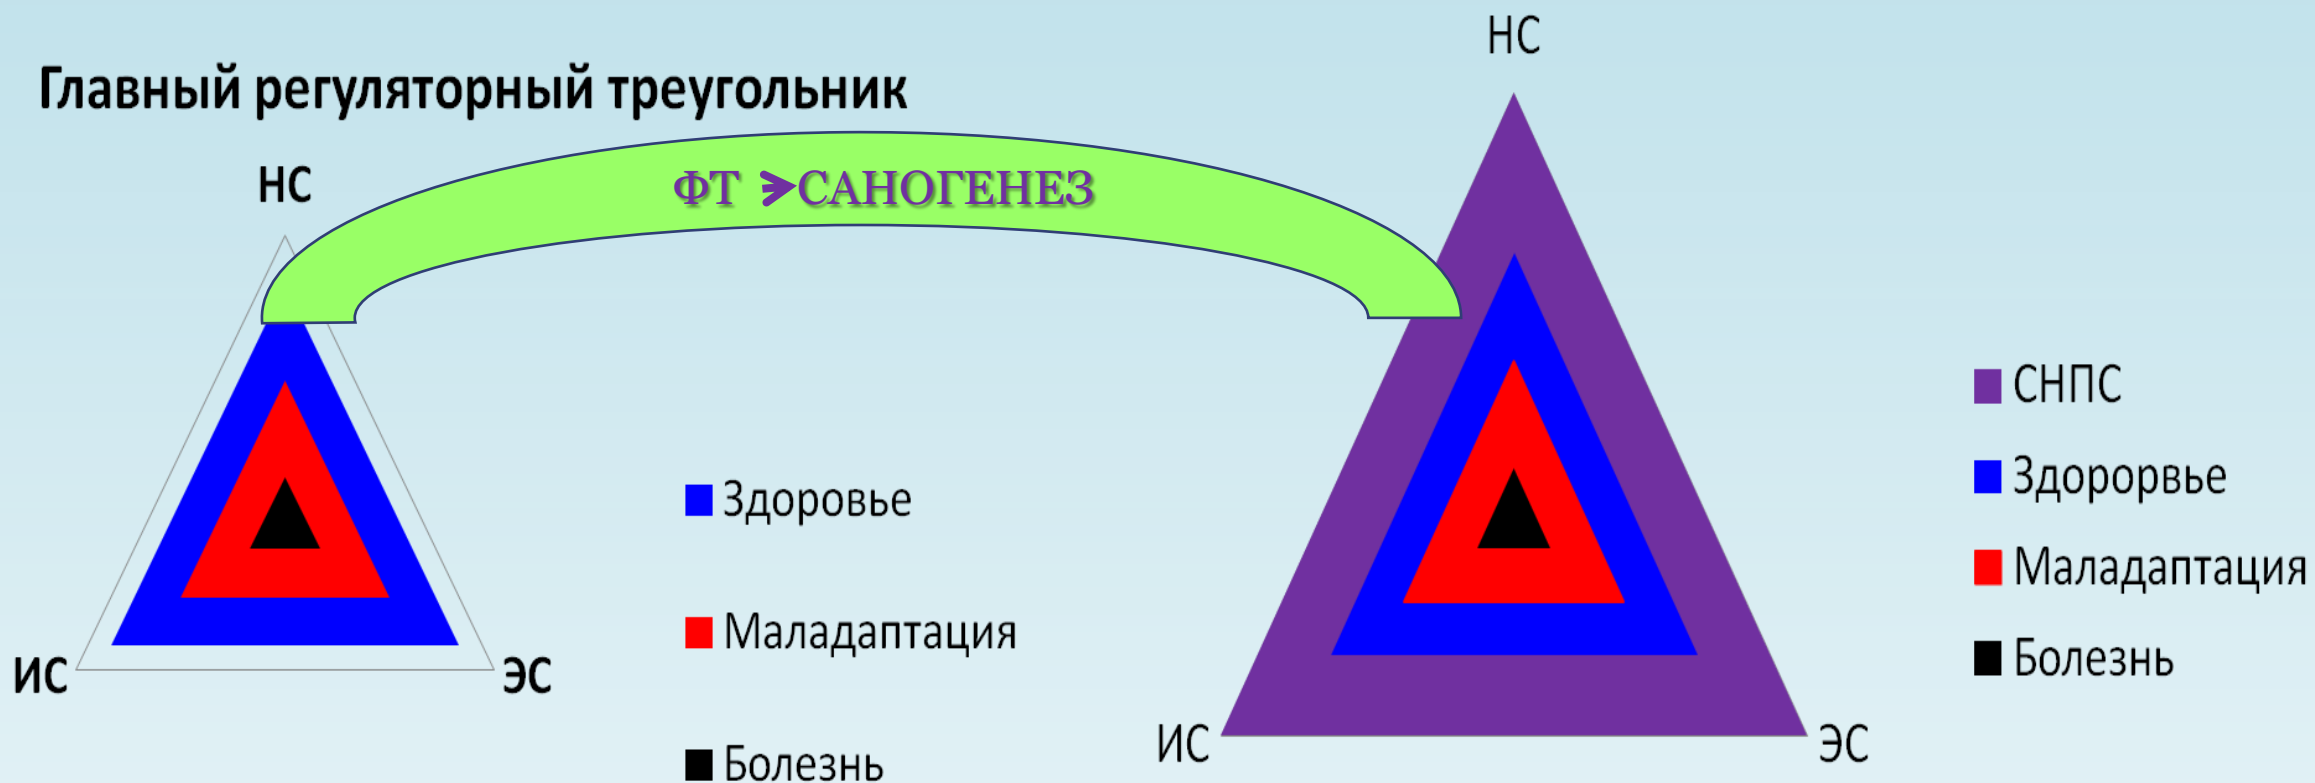 Главный регуляторный треугольник
НС
ИС
ЭС
Здоровье
Маладаптация
Болезнь
ФТ САНОГЕНЕЗ
НС
ИС
ЭС
СНПС
Здорорвье
Маладаптация
Болезнь